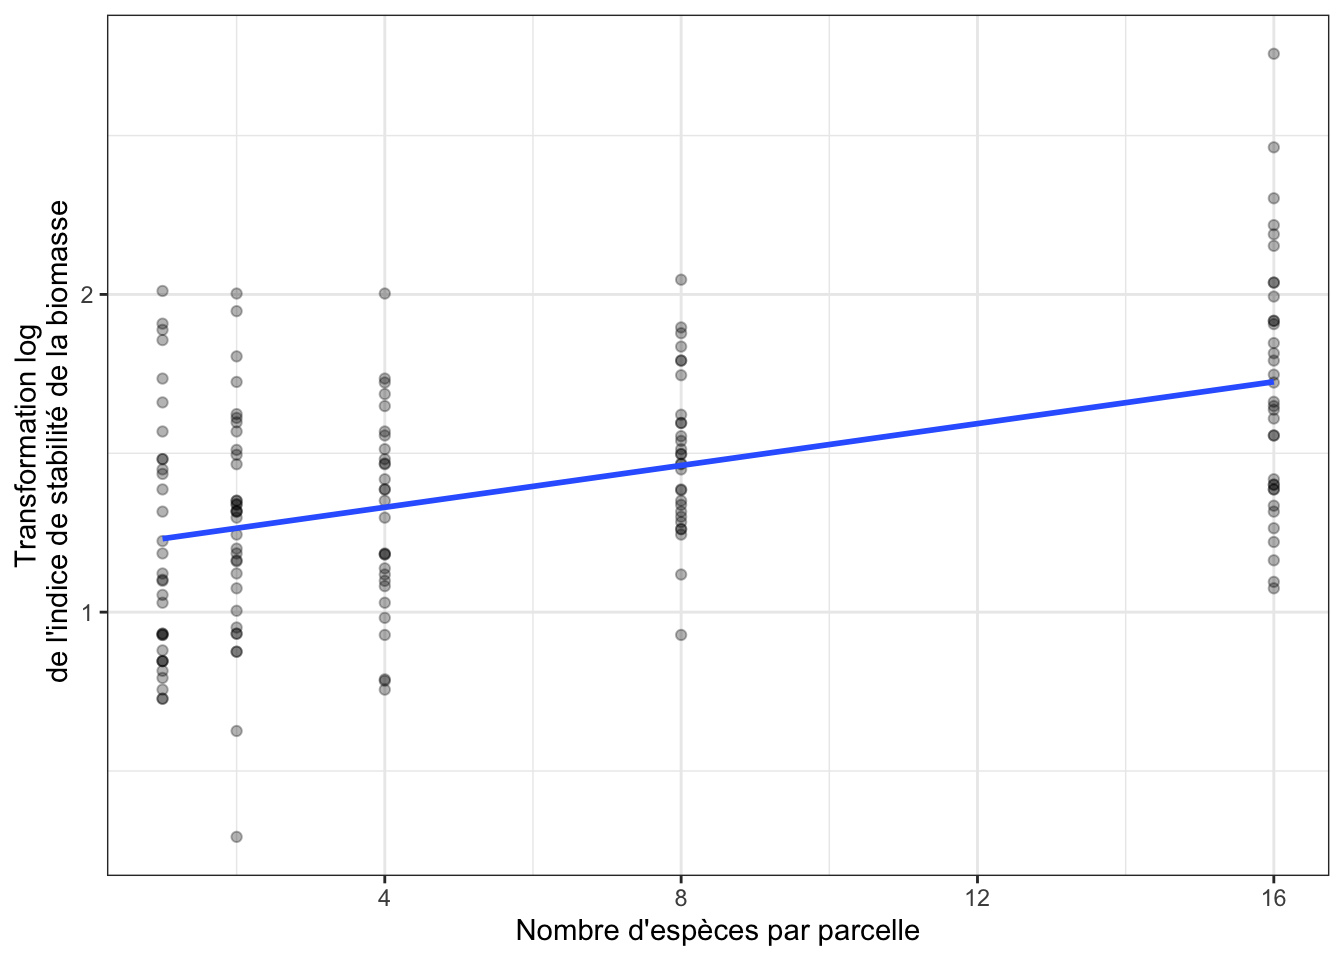 Transformation log
de l'indice de stabilité de la biomasse
2
1
4
8
12
16
Nombre d'espèces par parcelle